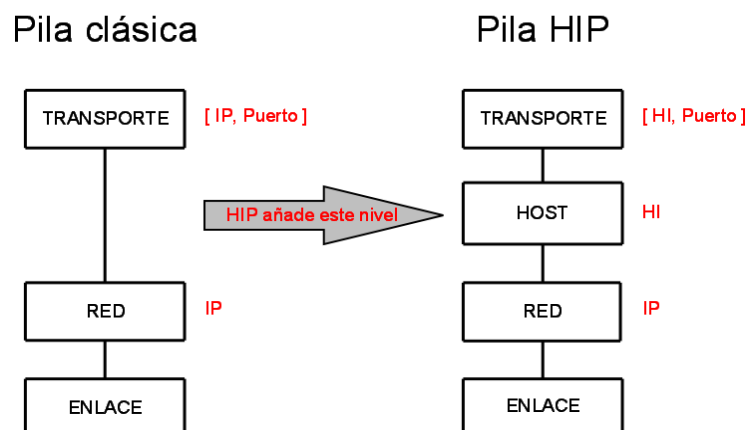 Pila clásica
Pila HIP
TRANSPORTE
[ IP, Puerto ]
TRANSPORTE
[ HI, Puerto ]
HIP añade este nivel
HOST
HI
RED
IP
RED
IP
ENLACE
ENLACE